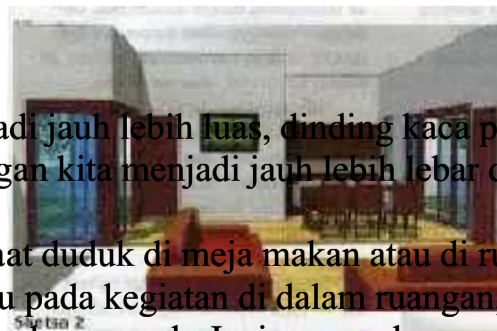 adi jauh lebih luas, dinding kaca p
gan kita menjadi jauh lebih lebar d
aat duduk di meja makan atau di ru
u pada kegiatan di dalam ruangan